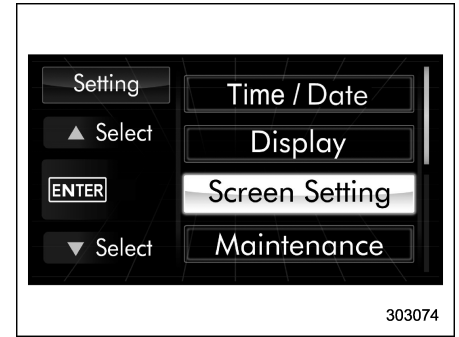 Setting
▲ Select
ENTER
▼ Select
Time / Date
Display
Screen Setting
Maintenance
303074